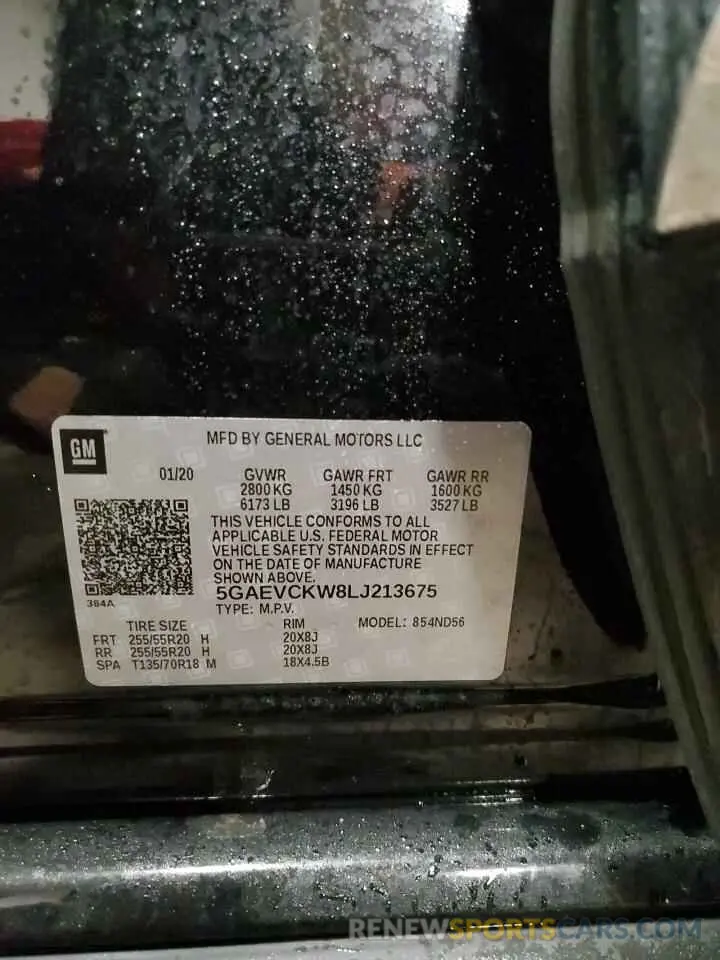 GM
MFD BY GENERAL MOTORS LLC
01/20 GVWR GAWR FRT GAWR RR
2800 KG 1450 KG 1600 KG
6173 LB 3196 LB 3527 LB
THIS VEHICLE CONFORMS TO ALL
APPLICABLE U.S. FEDERAL MOTOR
VEHICLE SAFETY STANDARDS IN EFFECT
ON THE DATE OF MANUFACTURE
SHOWN ABOVE.
384A
5GAEVCKW8LJ213675
TYPE: M.P.V. MODEL: 854ND56
TIRE SIZE RIM
FRT 255/55R20 H 20X8J
RR 255/55R20 H 20X8J
SPA T135/70R18 M 18X4.5B
RENEWSPORTSCARS.COM